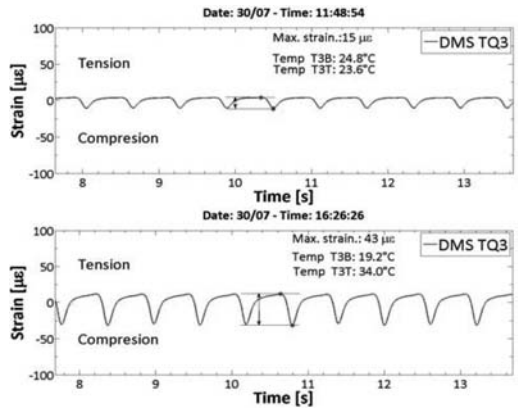 Date: 30/07 - Time: 11:48:54
100
Max. strain.:15 με
DMS TQ3
Temp T3B: 24.8°C
Temp T3T: 23.6°C
Tension
50
0
-50
-100
Compresion
Strain [με]
8 9 10 11 12 13
Time [s]
Date: 30/07 - Time: 16:26:26
100
Max. strain.: 43 με
DMS TQ3
Temp T3B: 19.2°C
Temp T3T: 34.0°C
Tension
50
0
-50
-100
Compresion
Strain [με]
8 9 10 11 12 13
Time [s]